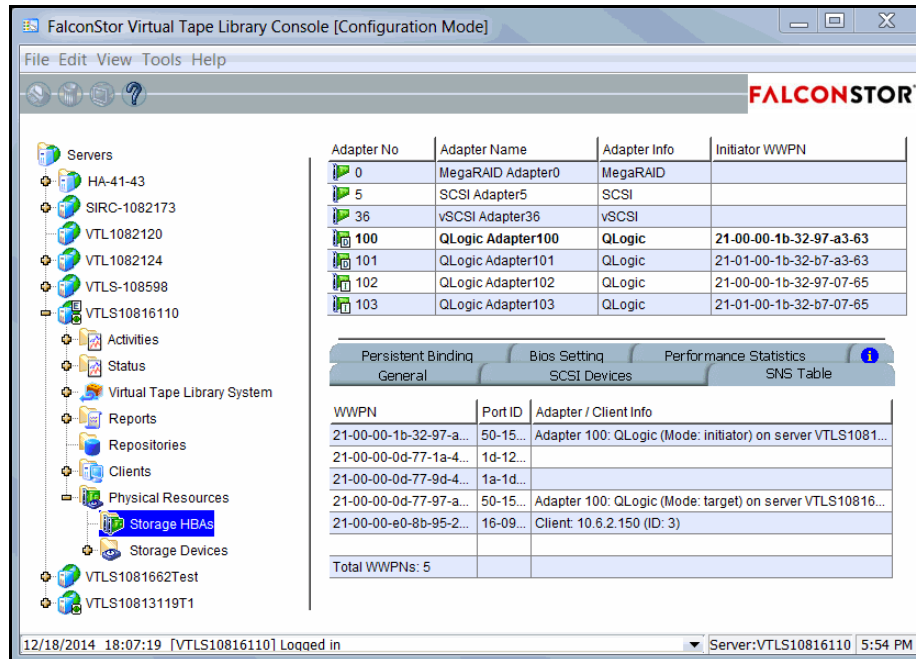 FalconStor Virtual Tape Library Console [Configuration Mode]
File Edit View Tools Help
FALCONSTOR
Servers
HA-41-43
SIRC-1082173
VTL1082120
VTL1082124
VTLS-108598
VTLS10816110
Activities
Status
Virtual Tape Library System
Reports
Repositories
Clients
Physical Resources
Storage HBAs
Storage Devices
VTLS1081662Test
VTLS10813119T1
Adapter No Adapter Name Adapter Info Initiator WWPN
0 MegaRAID Adapter0 MegaRAID
5 SCSI Adapter5 SCSI
36 vSCSI Adapter36 vSCSI
100 QLogic Adapter100 QLogic 21-00-00-1b-32-97-a3-63
101 QLogic Adapter101 QLogic 21-01-00-1b-32-b7-a3-63
102 QLogic Adapter102 QLogic 21-00-00-1b-32-97-07-65
103 QLogic Adapter103 QLogic 21-01-00-1b-32-b7-07-65
Persistent Binding Bios Setting Performance Statistics i
General SCSI Devices SNS Table
WWPN Port ID Adapter / Client Info
21-00-00-1b-32-97-a... 50-15... Adapter 100: QLogic (Mode: initiator) on server VTLS1081...
21-00-00-0d-77-1a-4... 1d-12...
21-00-00-0d-77-9d-4... 1a-1d...
21-00-00-0d-77-97-a... 50-15... Adapter 100: QLogic (Mode: target) on server VTLS10816...
21-00-00-e0-8b-95-2... 16-09... Client: 10.6.2.150 (ID: 3)
Total WWPNs: 5
12/18/2014 18:07:19 [VTLS10816110] Logged in Server:VTLS10816110 5:54 PM